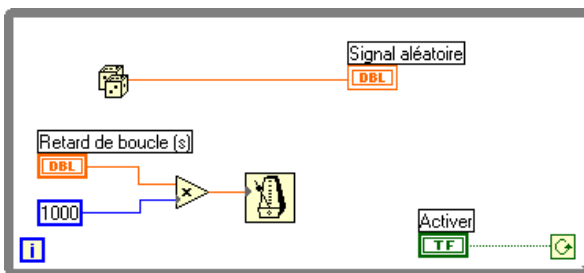 Signal aléatoire
DBL
Retard de boucle (s)
DBL
×
1000
Activer
TF
i